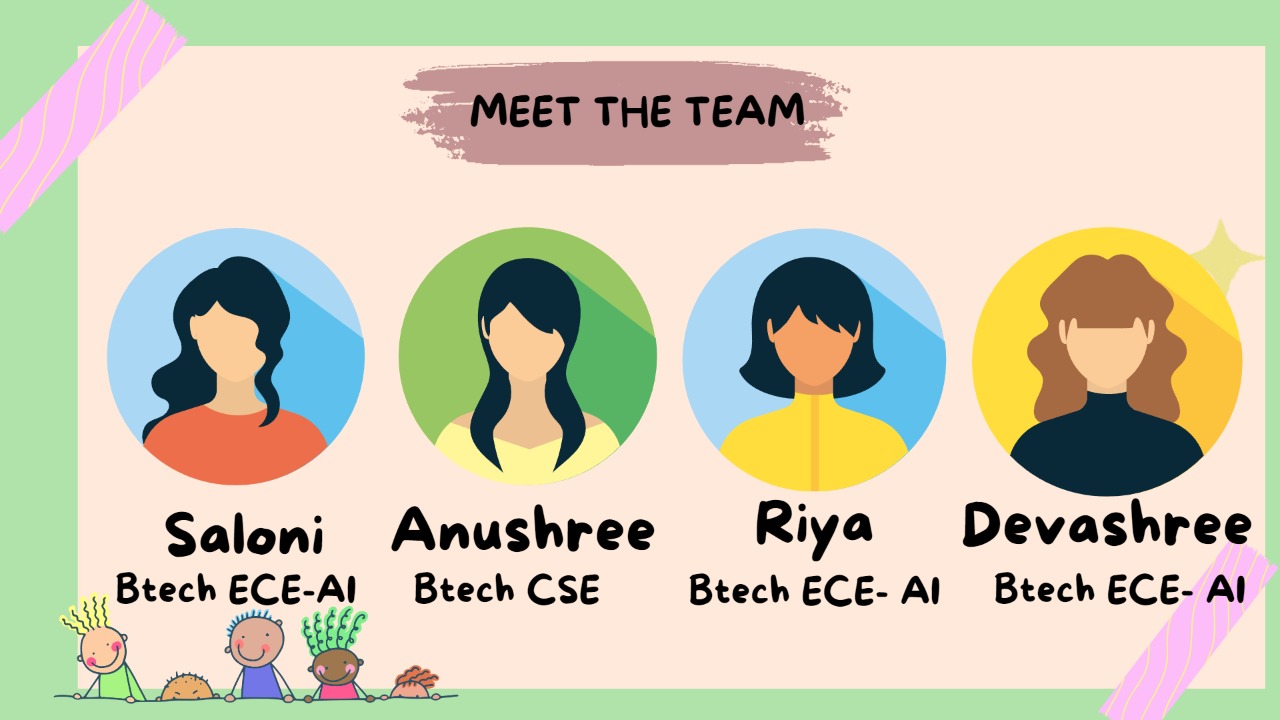 MEET THE TEAM
Saloni
Btech ECE-AI
Anushree
Btech CSE
Riya
Btech ECE- AI
Devashree
Btech ECE- AI